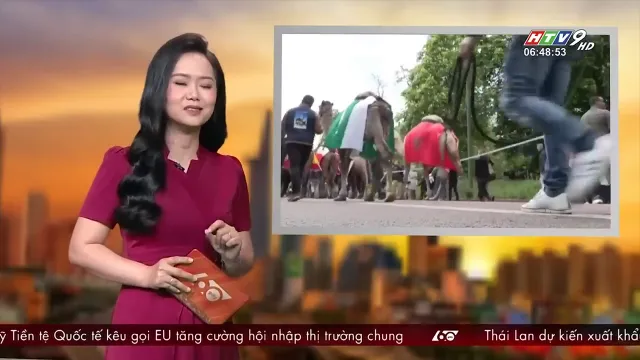 HTV9 HD
06:48:53
ỹ Tiền tệ Quốc tế kêu gọi EU tăng cường hội nhập thị trường chung
Thái Lan dự kiến xuất khẩ